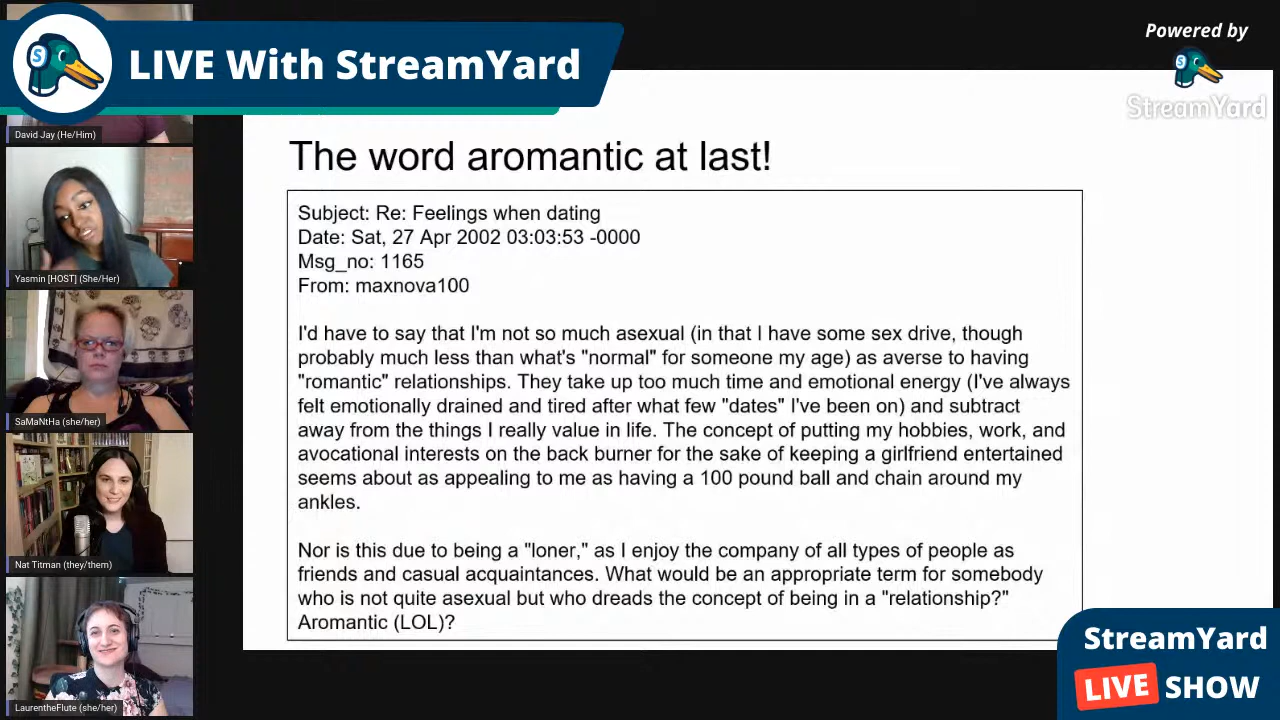 LIVE With StreamYard
Powered by
StreamYard
David Jay (He/Him)
Yasmin [HOST] (She/Her)
SaMaNtHa (she/her)
Nat Titman (they/them)
LaurentheFlute (she/her)
The word aromantic at last!
Subject: Re: Feelings when dating
Date: Sat, 27 Apr 2002 03:03:53 -0000
Msg_no: 1165
From: maxnova100
I'd have to say that I'm not so much asexual (in that I have some sex drive, though
probably much less than what's "normal" for someone my age) as averse to having
"romantic" relationships. They take up too much time and emotional energy (I've always
felt emotionally drained and tired after what few "dates" I've been on) and subtract
away from the things I really value in life. The concept of putting my hobbies, work, and
avocational interests on the back burner for the sake of keeping a girlfriend entertained
seems about as appealing to me as having a 100 pound ball and chain around my
ankles.
Nor is this due to being a "loner," as I enjoy the company of all types of people as
friends and casual acquaintances. What would be an appropriate term for somebody
who is not quite asexual but who dreads the concept of being in a "relationship?"
Aromantic (LOL)?
StreamYard
LIVE SHOW